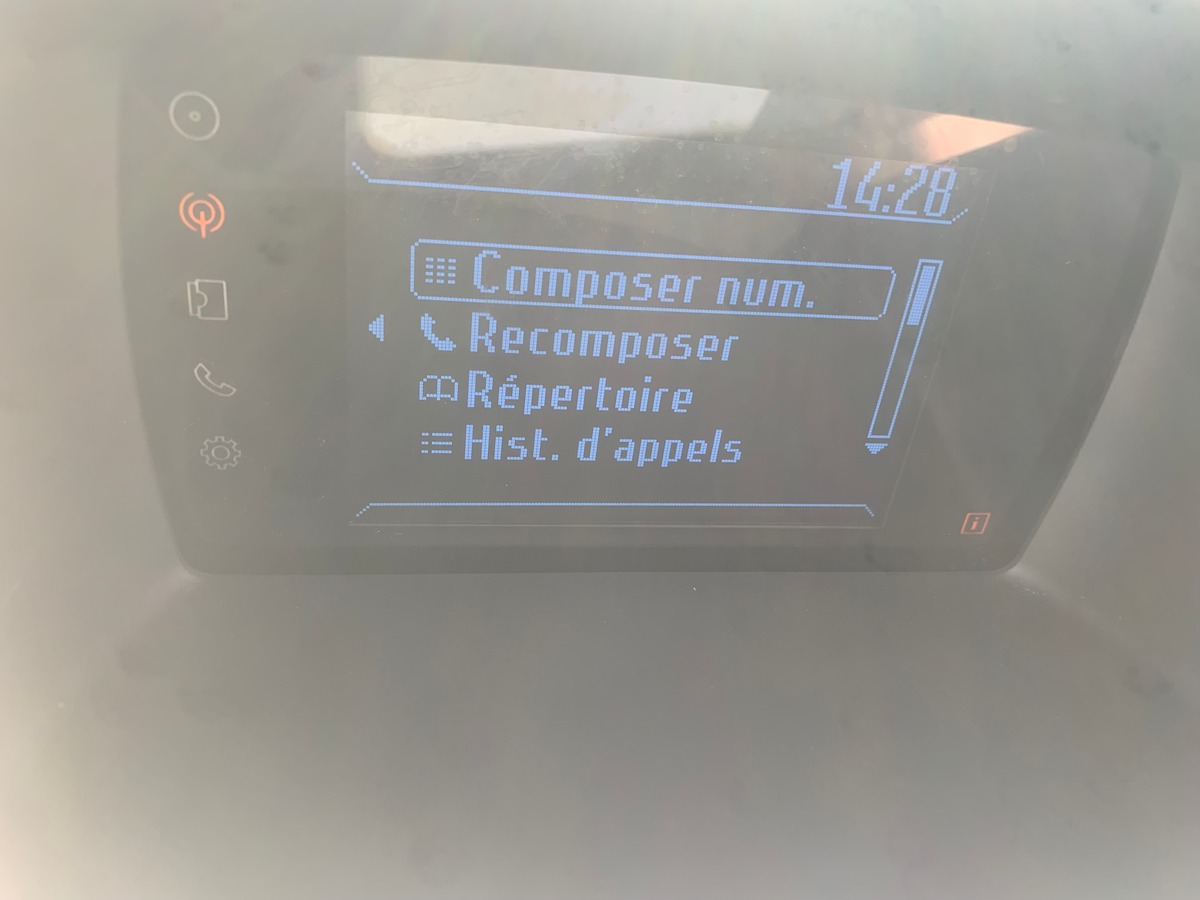 14:28
Composer num.
Recomposer
Répertoire
Hist. d'appels
i